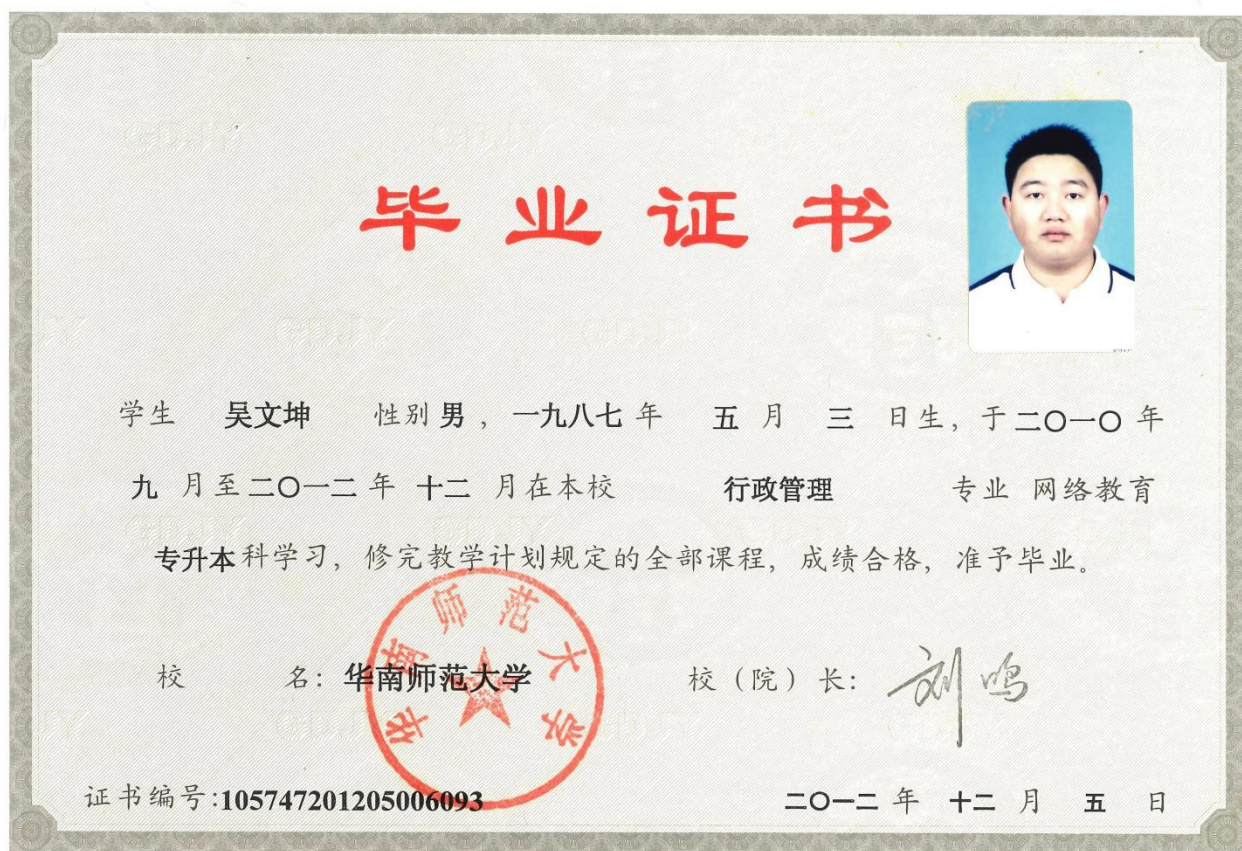 毕业证书
学生 吴文坤 性别 男，一九八七 年 五 月 三 日生，于 二〇一〇 年
九 月至 二〇一二 年 十二 月在本校 行政管理 专业 网络教育
专升本 科学习，修完教学计划规定的全部课程，成绩合格，准予毕业。
华南师范大学
校 名：华南师范大学 校（院）长：刘鸣
证书编号:105747201205006093 二〇一二 年 十二 月 五 日